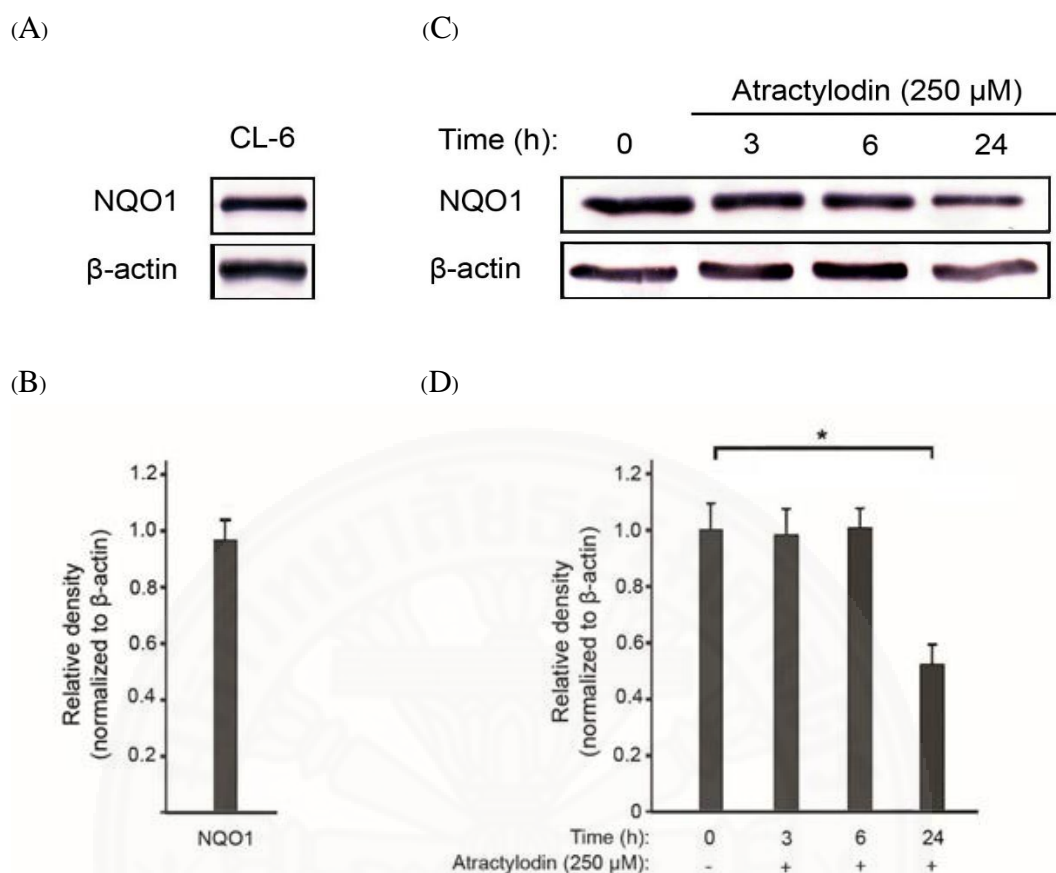 (A)
CL-6
NQO1
β-actin
(C)
Atractylodin (250 µM)
Time (h): 0 3 6 24
NQO1
β-actin
(B)
Relative density
(normalized to β-actin)
1.2
1.0
0.8
0.6
0.4
0.2
NQO1
(D)
*
Relative density
(normalized to β-actin)
1.2
1.0
0.8
0.6
0.4
0.2
0
Time (h): 0 3 6 24
Atractylodin (250 µM): - + + +